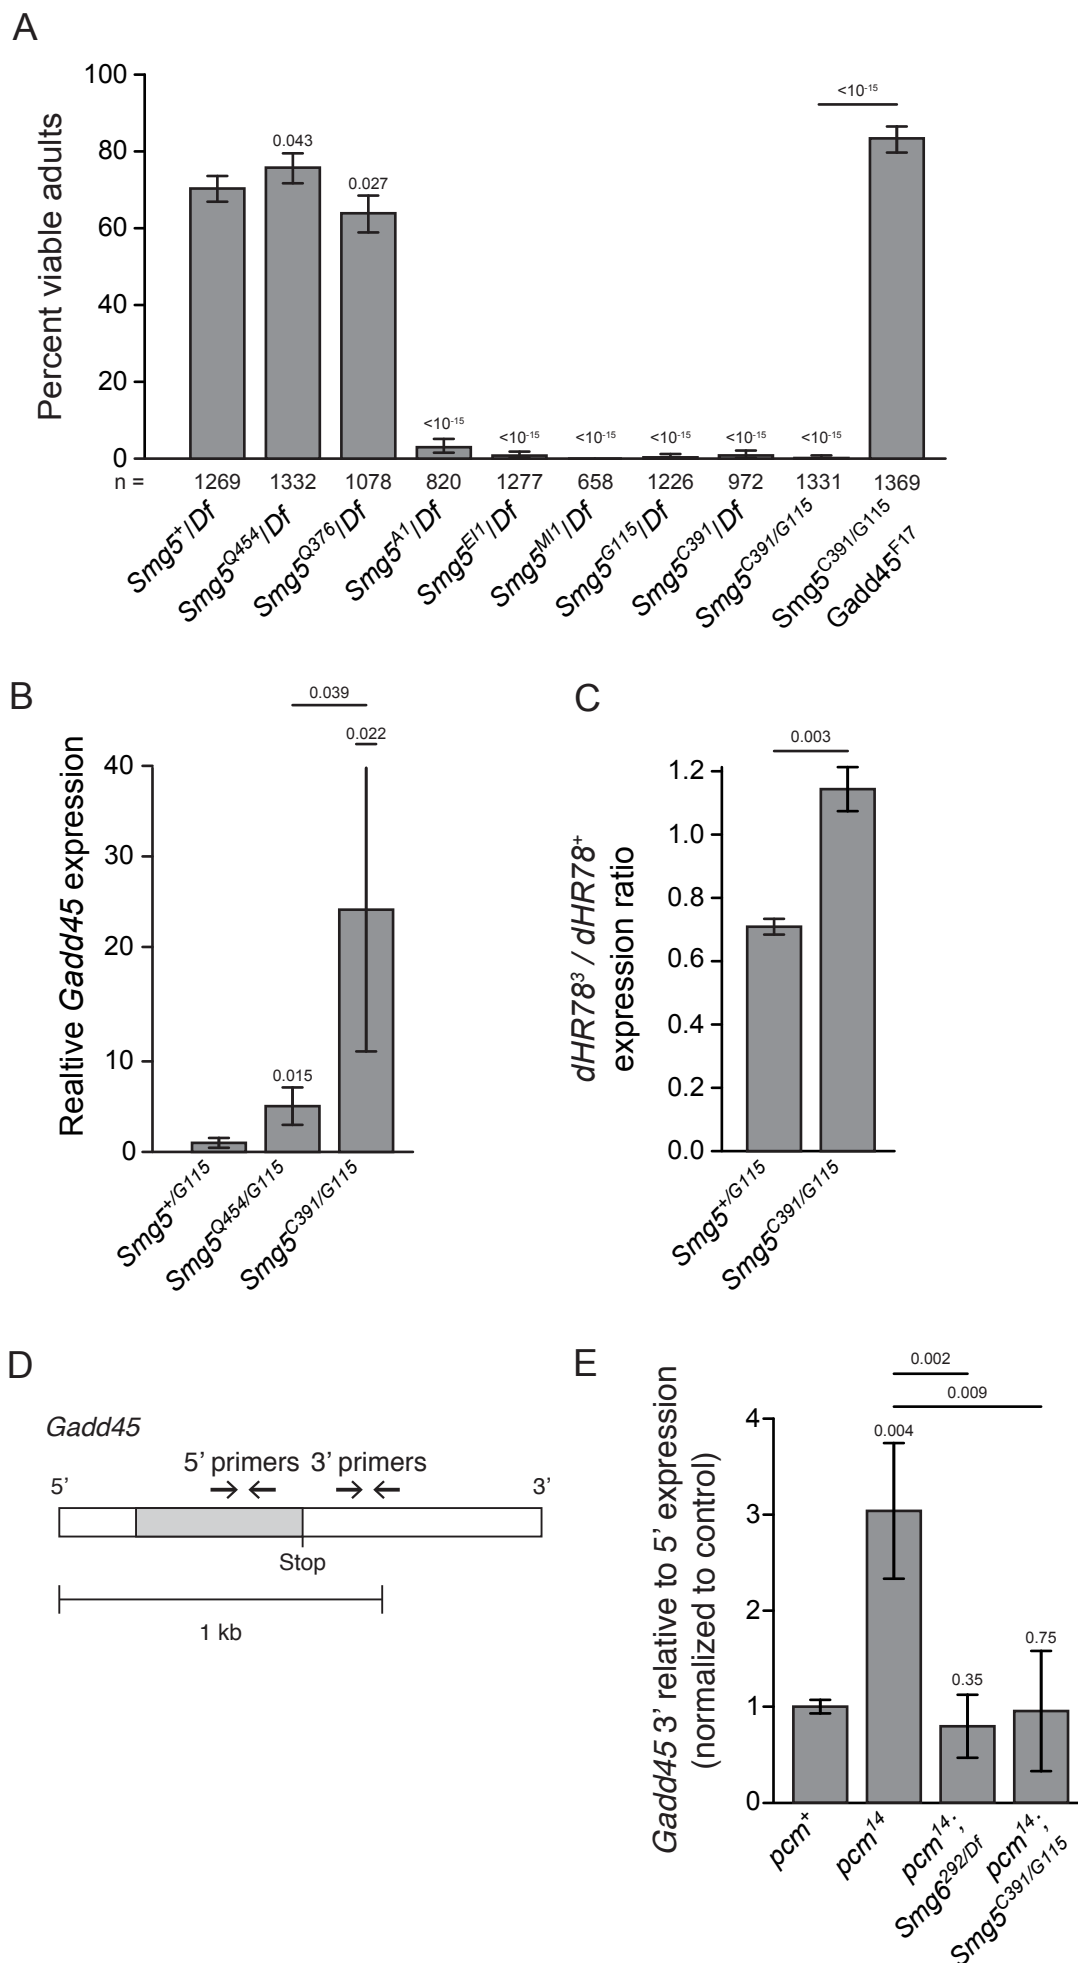 A
Percent viable adults
100
80
60
40
20
0
0.043
0.027
<10-15
<10-15
<10-15
<10-15
<10-15
<10-15
<10-15
n = 1269 1332 1078 820 1277 658 1226 972 1331 1369
Smg5+/Df
Smg5Q454/Df
Smg5Q376/Df
Smg5A1/Df
Smg5EI1/Df
Smg5MI1/Df
Smg5G115/Df
Smg5C391/Df
Smg5C391/G115
Smg5C391/G115
Gadd45F17
B
Realtive Gadd45 expression
40
30
20
10
0
0.039
0.022
0.015
Smg5+/G115
Smg5Q454/G115
Smg5C391/G115
C
dHR783 / dHR78+
expression ratio
1.2
1.0
0.8
0.6
0.4
0.2
0.0
0.003
Smg5+/G115
Smg5C391/G115
D
Gadd45
5’ primers 3’ primers
5’ 3’
Stop
1 kb
E
Gadd45 3’ relative to 5’ expression
(normalized to control)
4
3
2
1
0
0.002
0.009
0.004
0.35
0.75
pcm+
pcm14
pcm14;
Smg6292/Df
pcm14;
Smg5C391/G115